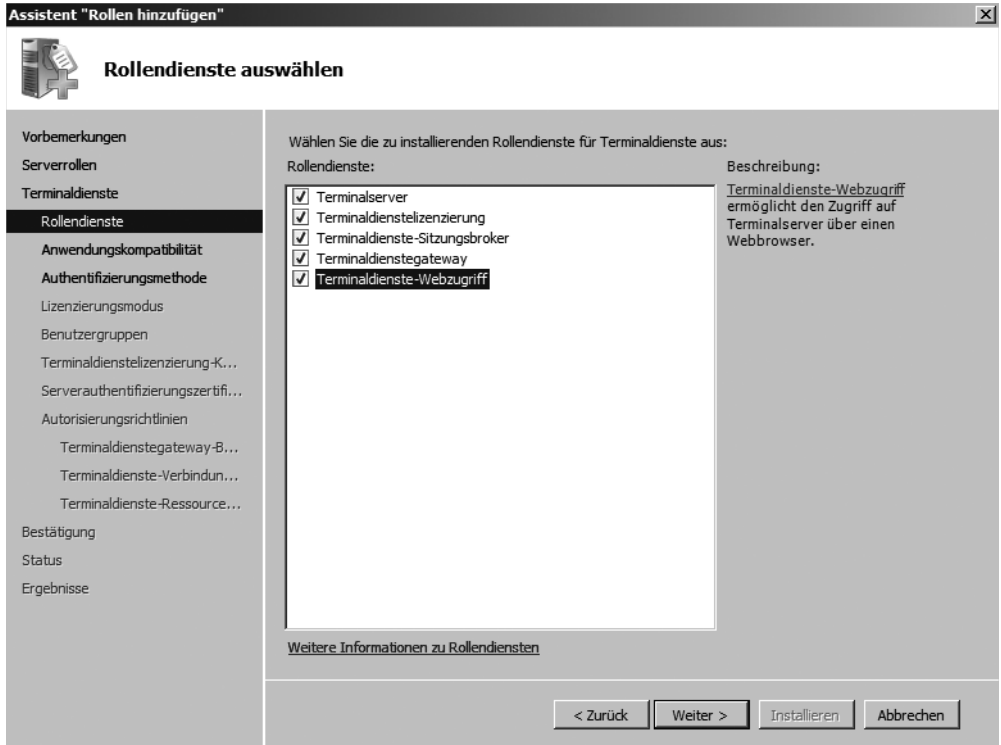 Assistent "Rollen hinzufügen"
Rollendienste auswählen
Vorbemerkungen
Serverrollen
Terminaldienste
Rollendienste
Anwendungskompatibilität
Authentifizierungsmethode
Lizenzierungsmodus
Benutzergruppen
Terminaldienstelizenzierung-K...
Serverauthentifizierungszertifi...
Autorisierungsrichtlinien
Terminaldienstegateway-B...
Terminaldienste-Verbindun...
Terminaldienste-Ressource...
Bestätigung
Status
Ergebnisse
Wählen Sie die zu installierenden Rollendienste für Terminaldienste aus:
Rollendienste:
Terminalserver
Terminaldienstelizenzierung
Terminaldienste-Sitzungsbroker
Terminaldienstegateway
Terminaldienste-Webzugriff
Weitere Informationen zu Rollendiensten
Beschreibung:
Terminaldienste-Webzugriff
ermöglicht den Zugriff auf
Terminalserver über einen
Webbrowser.
< Zurück
Weiter >
Installieren
Abbrechen